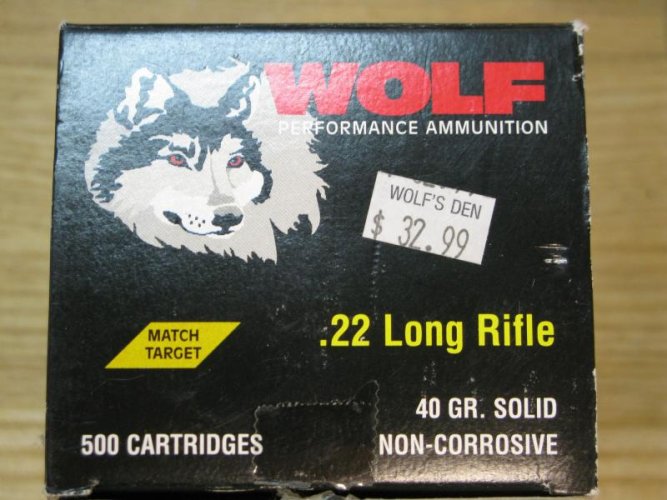 WOLF
PERFORMANCE AMMUNITION
WOLF'S DEN
$ 32.99
.22 Long Rifle
MATCH
TARGET
40 GR. SOLID
500 CARTRIDGES
NON-CORROSIVE